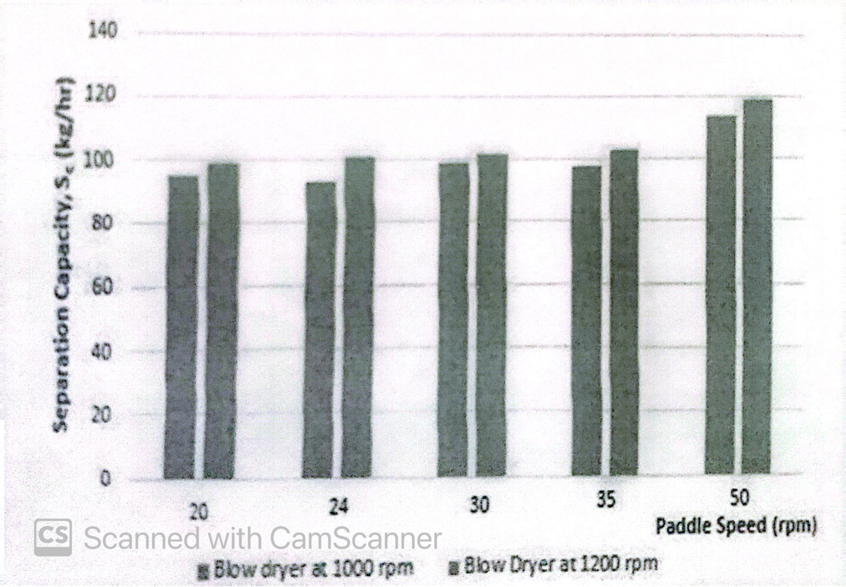 140
120
100
80
60
40
20
0
Separation Capacity, Sc (kg/hr)
20 24 30 35 50
Paddle Speed (rpm)
CS Scanned with CamScanner
Blow dryer at 1000 rpm Blow Dryer at 1200 rpm